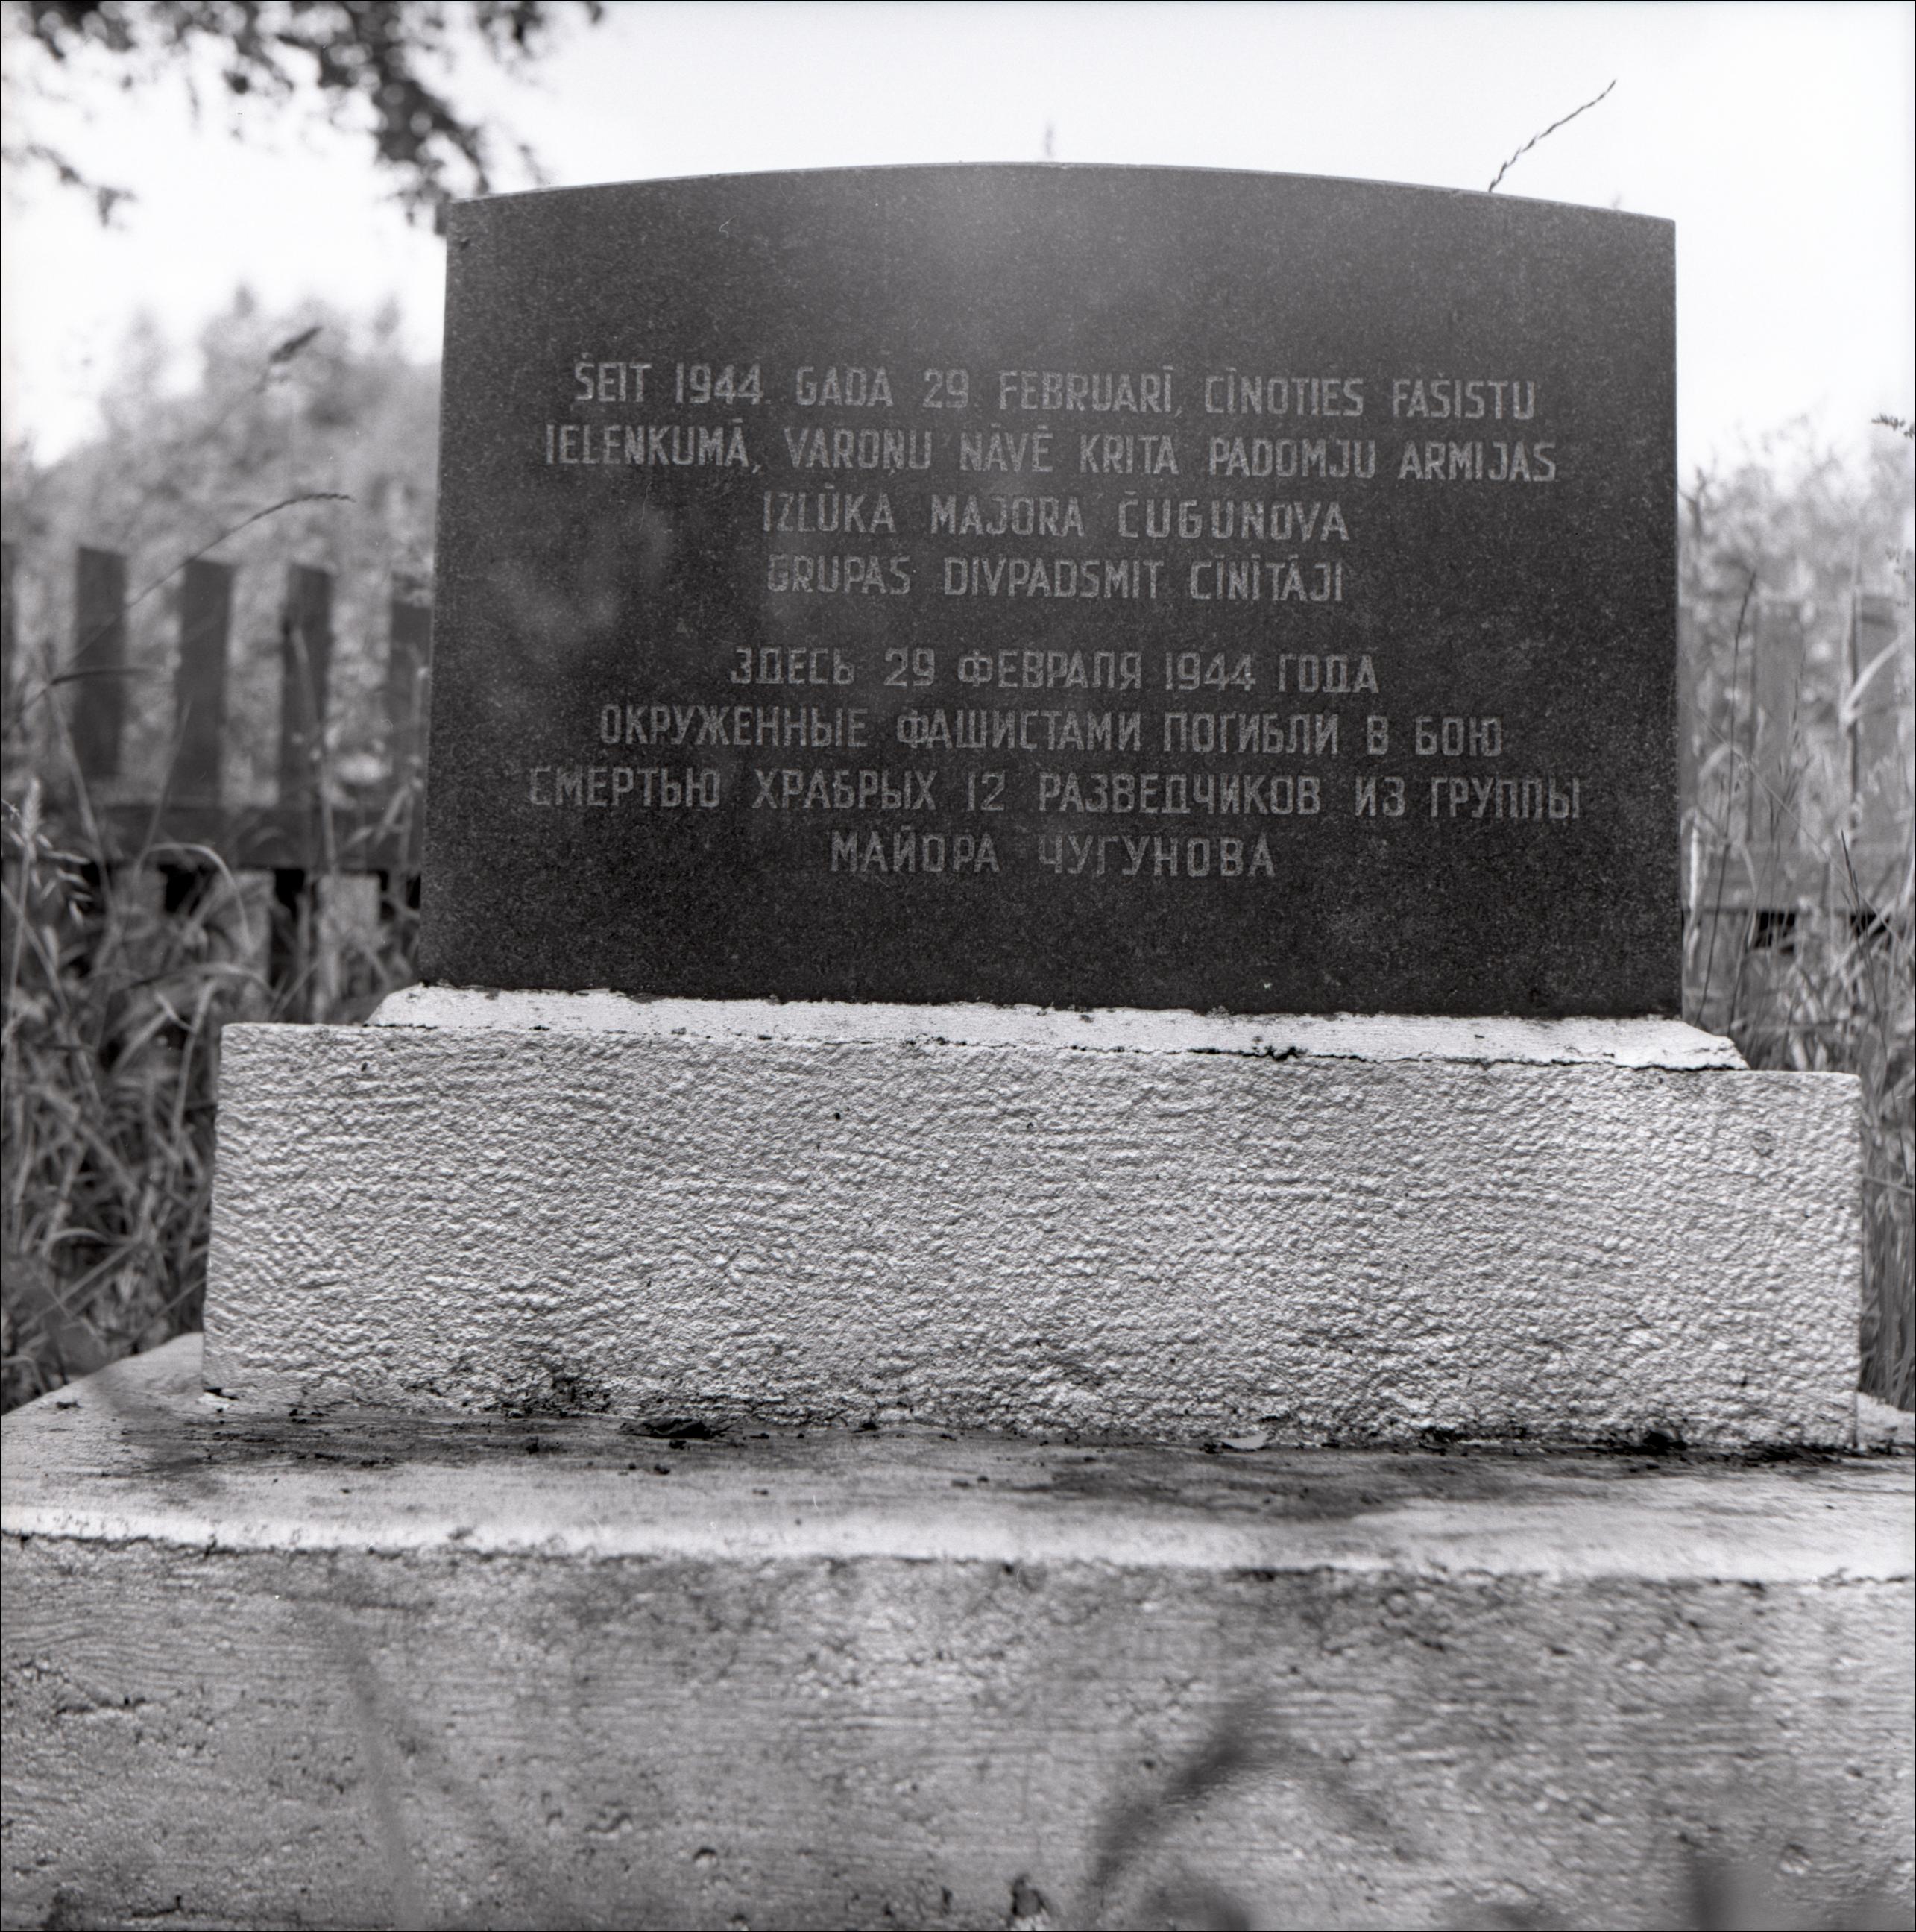 ŠEIT 1944. GADA 29. FEBRUARĪ, CĪNOTIES FAŠISTU
IELENKUMĀ, VAROŅU NĀVĒ KRITA PADOMJU ARMIJAS
IZLŪKA MAJORA ČUGUNOVA
GRUPAS DIVPADSMIT CĪNĪTĀJI
ЗДЕСЬ 29 ФЕВРАЛЯ 1944 ГОДА
ОКРУЖЕННЫЕ ФАШИСТАМИ ПОГИБЛИ В БОЮ
СМЕРТЬЮ ХРАБРЫХ 12 РАЗВЕДЧИКОВ ИЗ ГРУППЫ
МАЙОРА ЧУГУНОВА